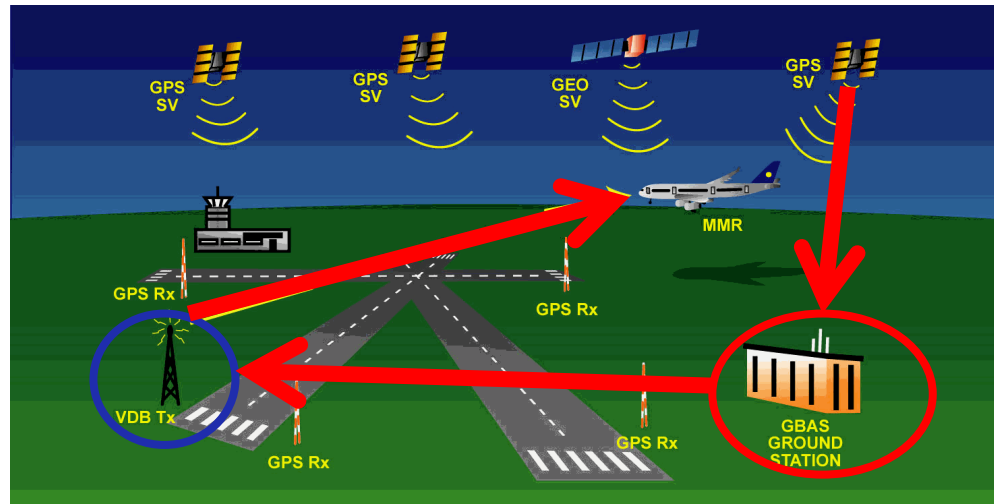 GPS
SV
GPS
SV
GEO
SV
GPS
SV
MMR
GPS Rx
GPS Rx
VDB Tx
GPS Rx
GPS Rx
GBAS
GROUND
STATION